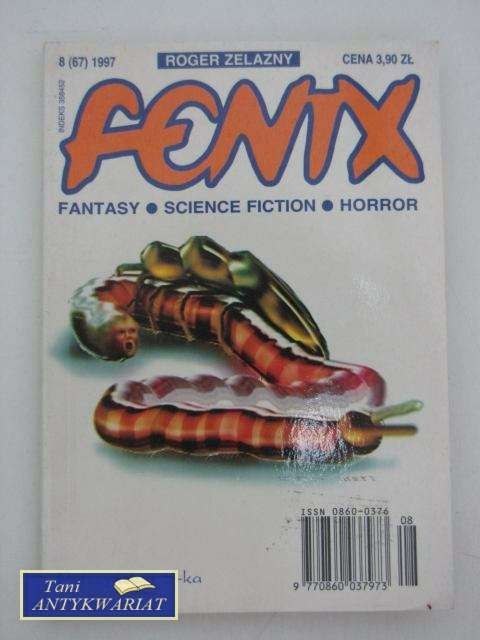 8 (67) 1997
ROGER ZELAZNY
CENA 3,90 ZŁ
INDEKS 358452
FENIX
FANTASY ● SCIENCE FICTION ● HORROR
ISSN 0860-0376
08
9 770860 037973
-ka
Tani
ANTYKWARIAT